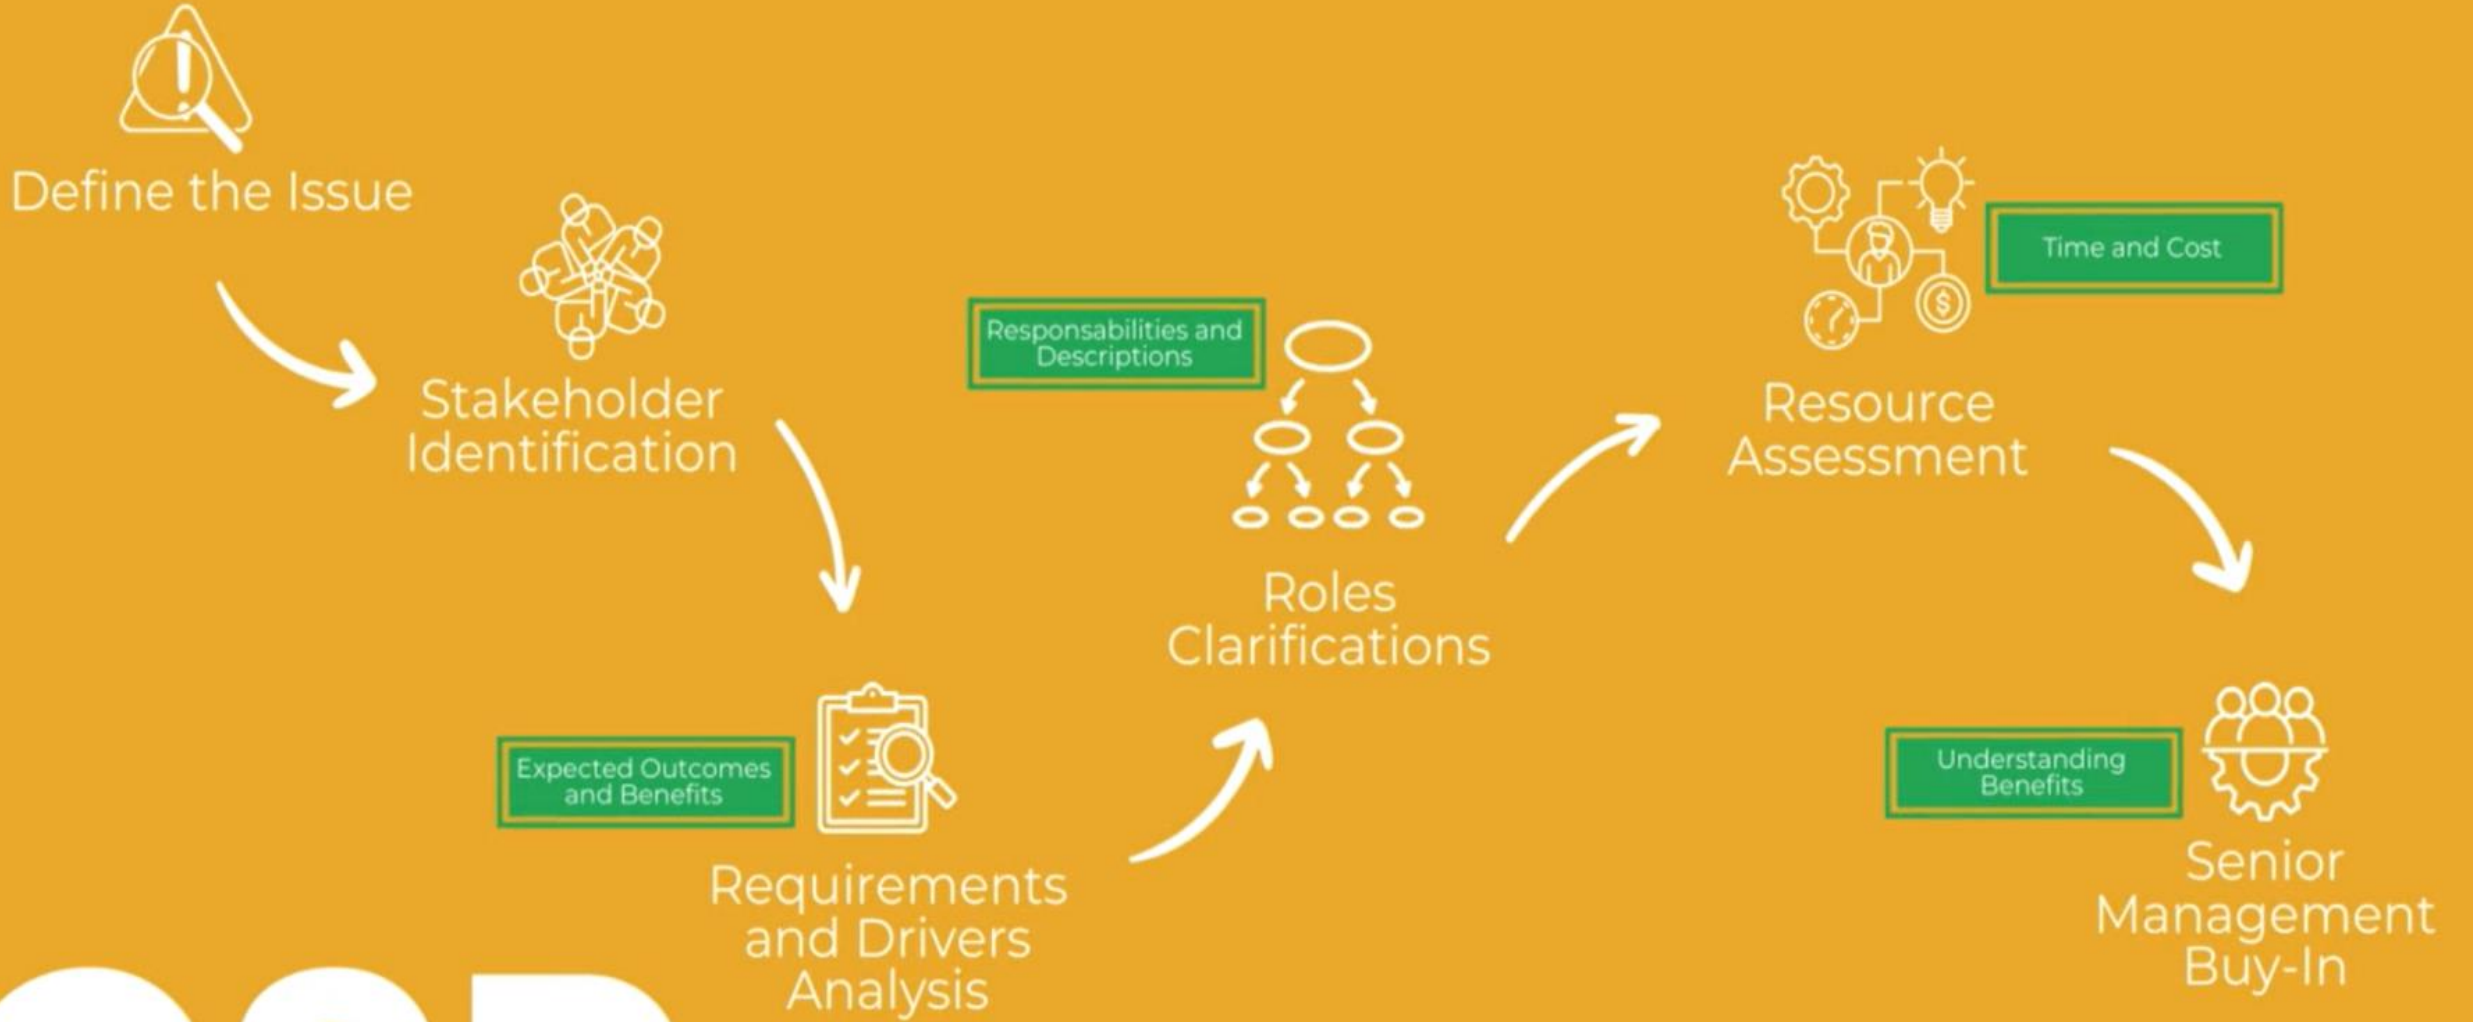 Define the Issue
Stakeholder
Identification
Expected Outcomes
and Benefits
Requirements
and Drivers
Analysis
Responsabilities and
Descriptions
Roles
Clarifications
Time and Cost
Resource
Assessment
Understanding
Benefits
Senior
Management
Buy-In